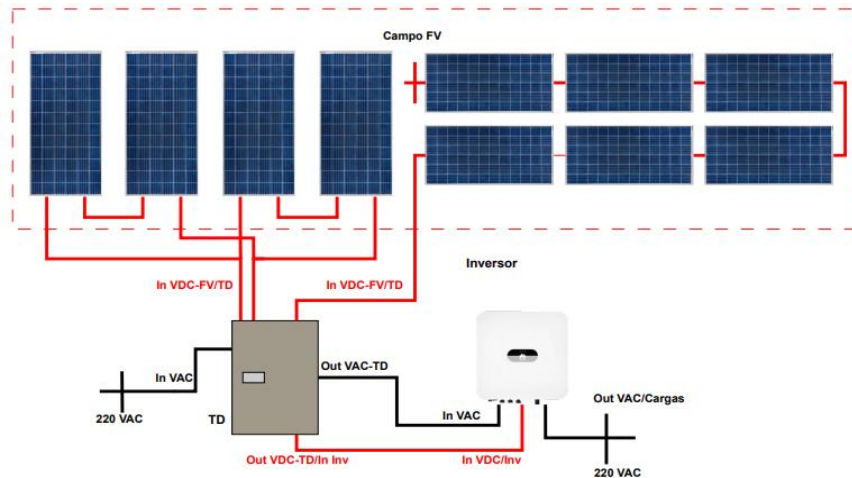 Campo FV
Inversor
In VDC-FV/TD
In VDC-FV/TD
Out VAC-TD
In VAC
220 VAC
TD
In VAC
Out VAC/Cargas
Out VDC-TD/In Inv
In VDC/Inv
220 VAC